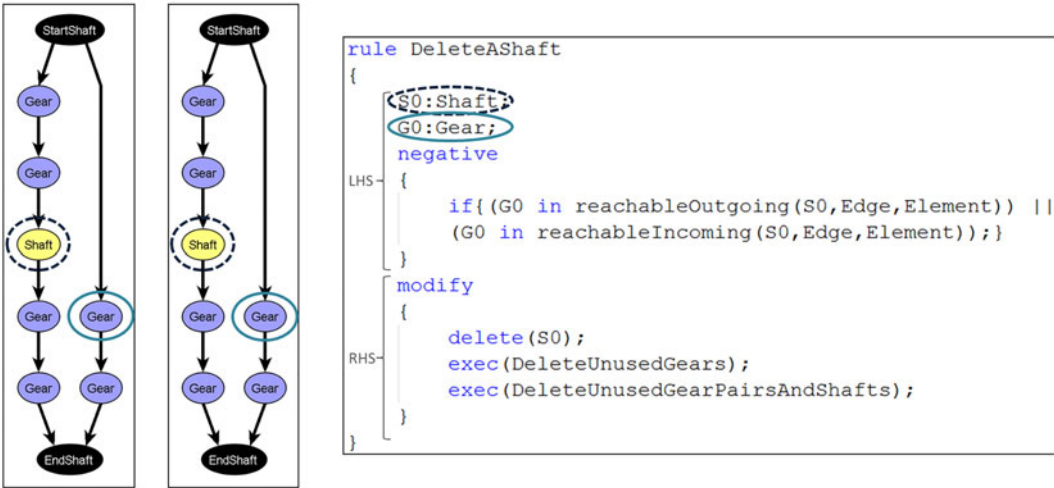 StartShaft
Gear
Gear
Shaft
Gear Gear
Gear Gear
EndShaft
StartShaft
Gear
Gear
Shaft
Gear Gear
Gear Gear
EndShaft
rule DeleteAShaft
{
S0:Shaft;
G0:Gear;
negative
LHS {
if{(G0 in reachableOutgoing(S0,Edge,Element)) ||
(G0 in reachableIncoming(S0,Edge,Element));}
}
modify
{
delete(S0);
RHS exec(DeleteUnusedGears);
exec(DeleteUnusedGearPairsAndShafts);
}
}